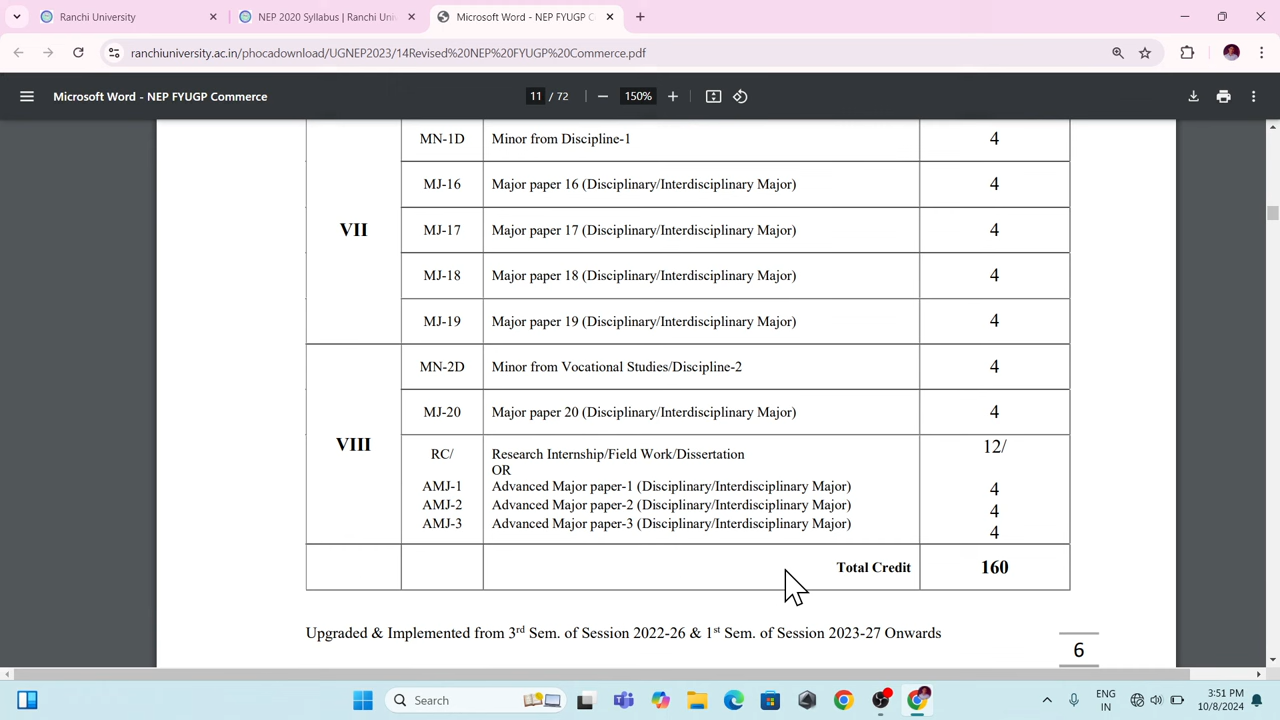 Ranchi University
NEP 2020 Syllabus | Ranchi Uni
Microsoft Word - NEP FYUGP C
ranchiuniversity.ac.in/phocadownload/UGNEP2023/14Revised%20NEP%20FYUGP%20Commerce.pdf
Microsoft Word - NEP FYUGP Commerce
11 / 72
150%
MN-1D Minor from Discipline-1 4
MJ-16 Major paper 16 (Disciplinary/Interdisciplinary Major) 4
VII MJ-17 Major paper 17 (Disciplinary/Interdisciplinary Major) 4
MJ-18 Major paper 18 (Disciplinary/Interdisciplinary Major) 4
MJ-19 Major paper 19 (Disciplinary/Interdisciplinary Major) 4
MN-2D Minor from Vocational Studies/Discipline-2 4
MJ-20 Major paper 20 (Disciplinary/Interdisciplinary Major) 4
VIII
RC/ Research Internship/Field Work/Dissertation 12/
OR
AMJ-1 Advanced Major paper-1 (Disciplinary/Interdisciplinary Major) 4
AMJ-2 Advanced Major paper-2 (Disciplinary/Interdisciplinary Major) 4
AMJ-3 Advanced Major paper-3 (Disciplinary/Interdisciplinary Major) 4
Total Credit 160
Upgraded & Implemented from 3rd Sem. of Session 2022-26 & 1st Sem. of Session 2023-27 Onwards
6
Search
ENG
IN
3:51 PM
10/8/2024